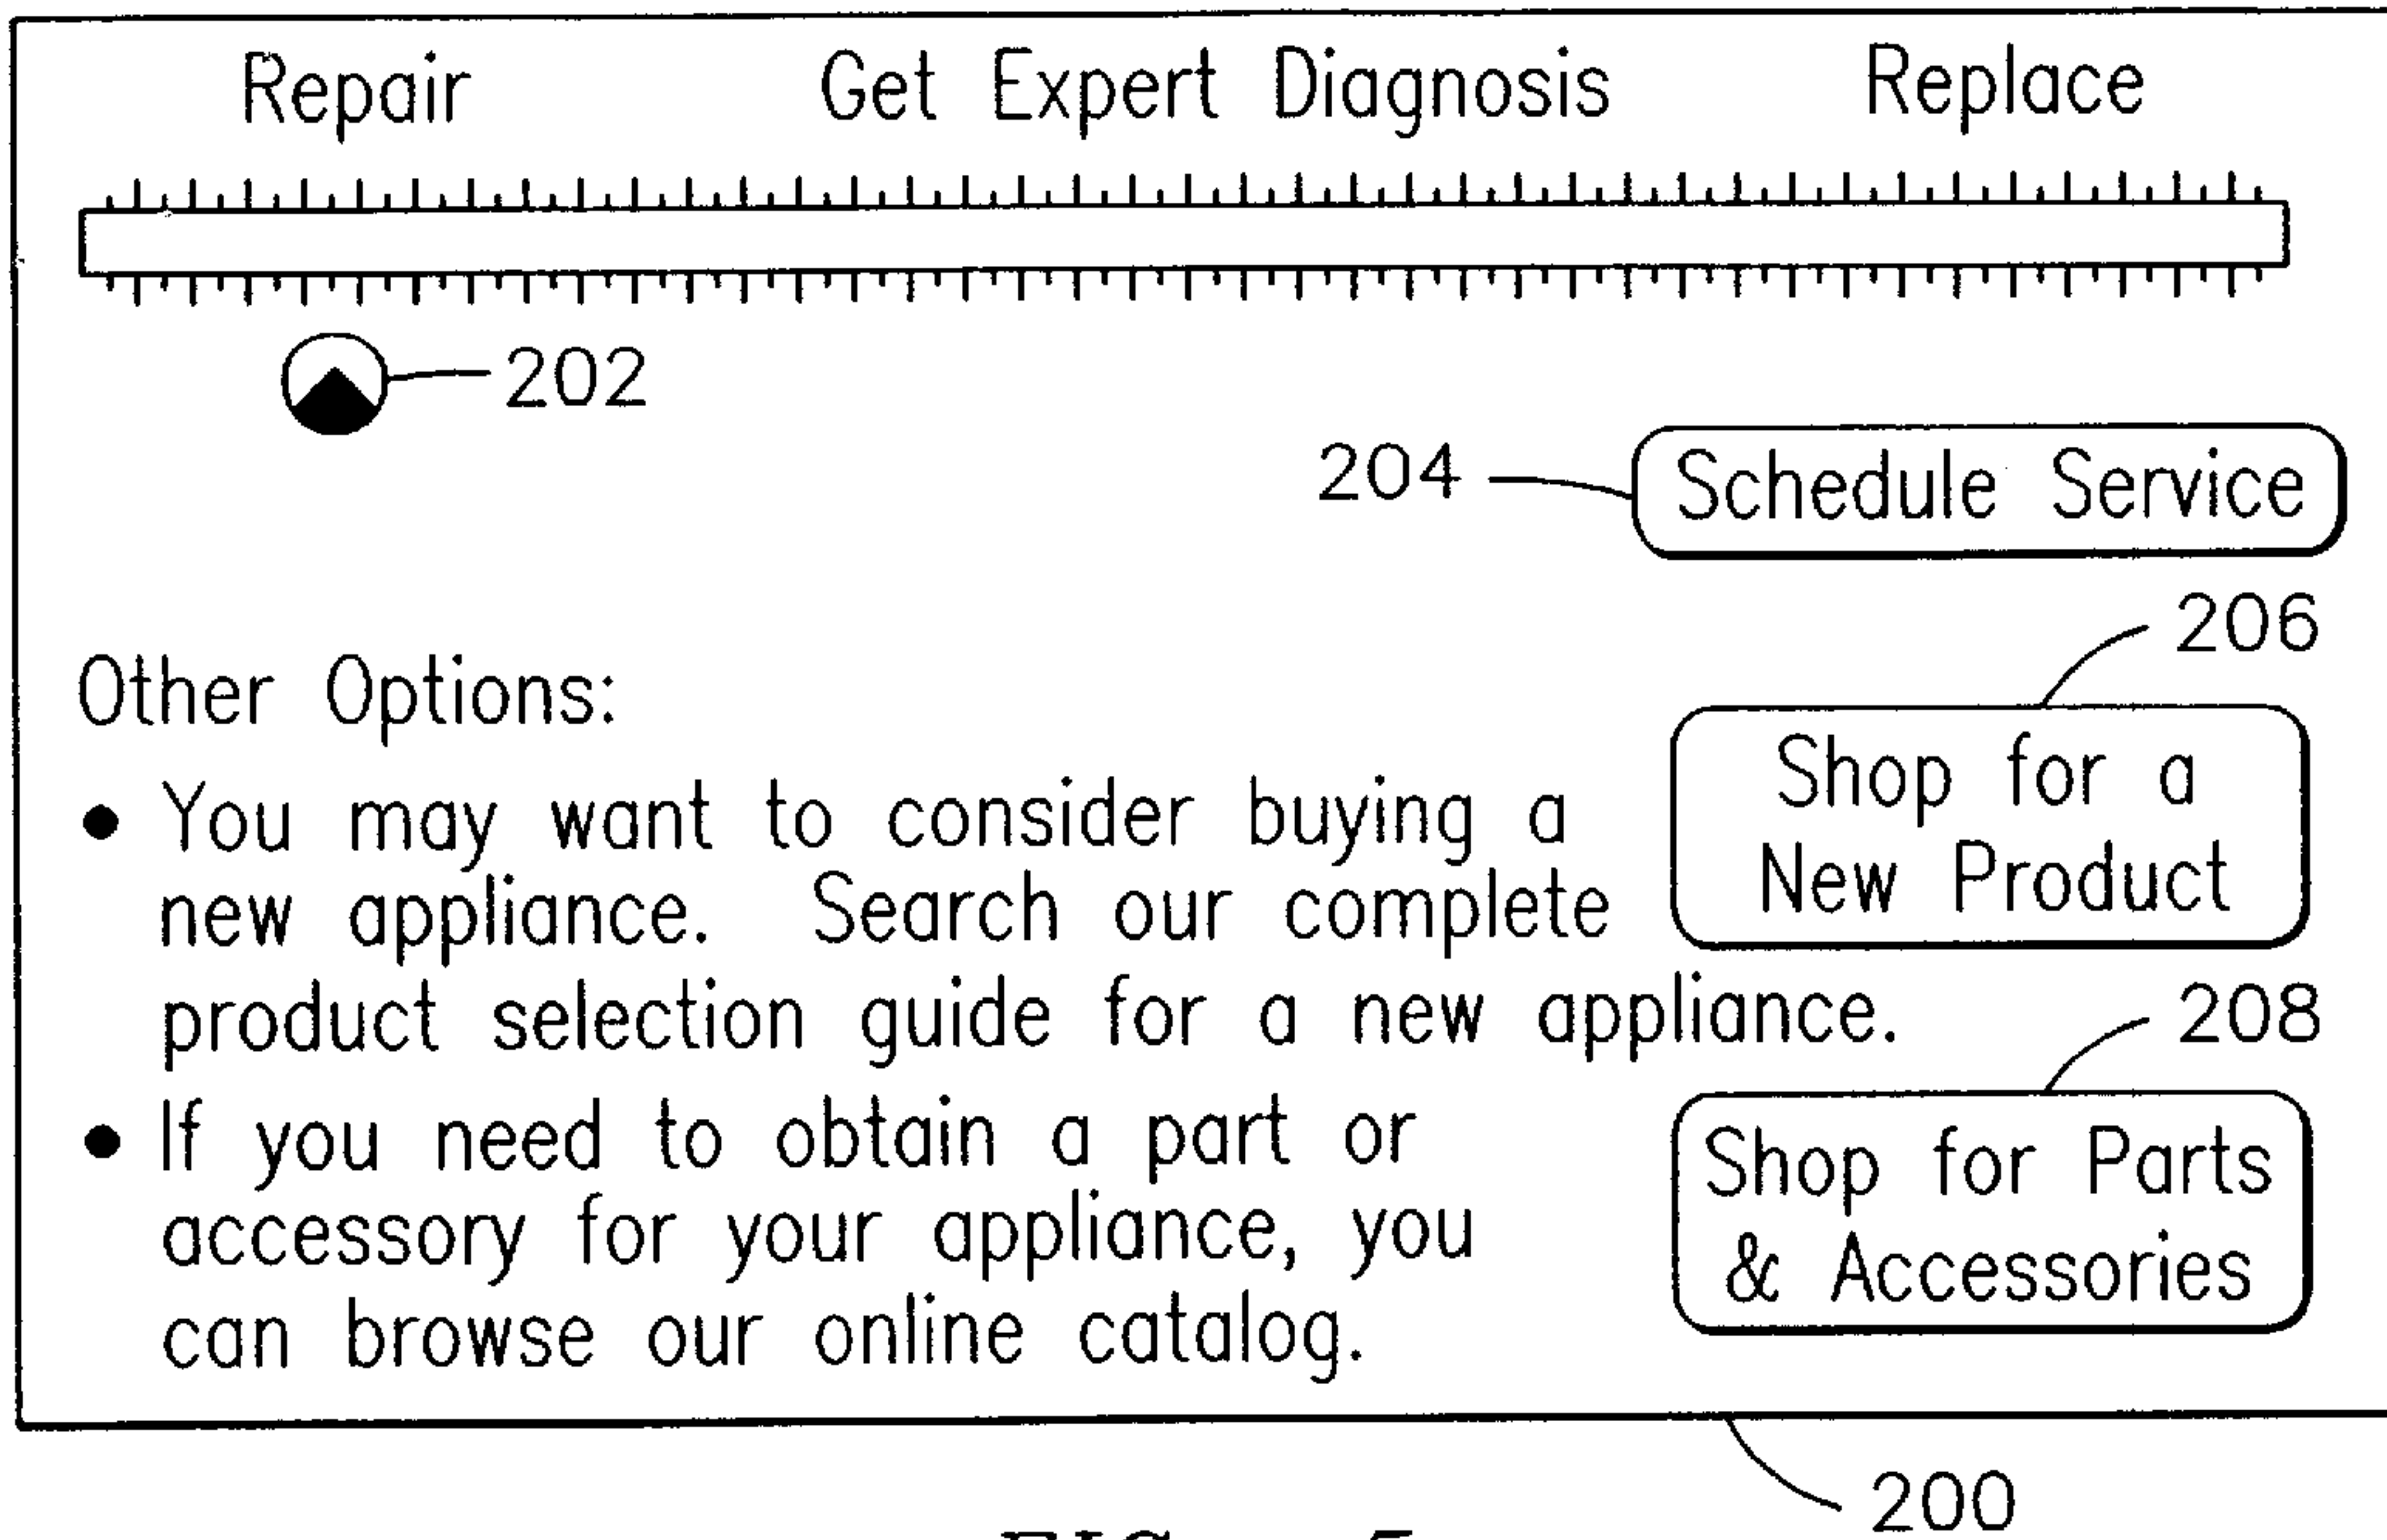 Repair Get Expert Diagnosis Replace
202
204 Schedule Service
206
Other Options:
• You may want to consider buying a
new appliance. Search our complete
product selection guide for a new appliance.
Shop for a
New Product
208
• If you need to obtain a part or
accessory for your appliance, you
can browse our online catalog.
Shop for Parts
& Accessories
200